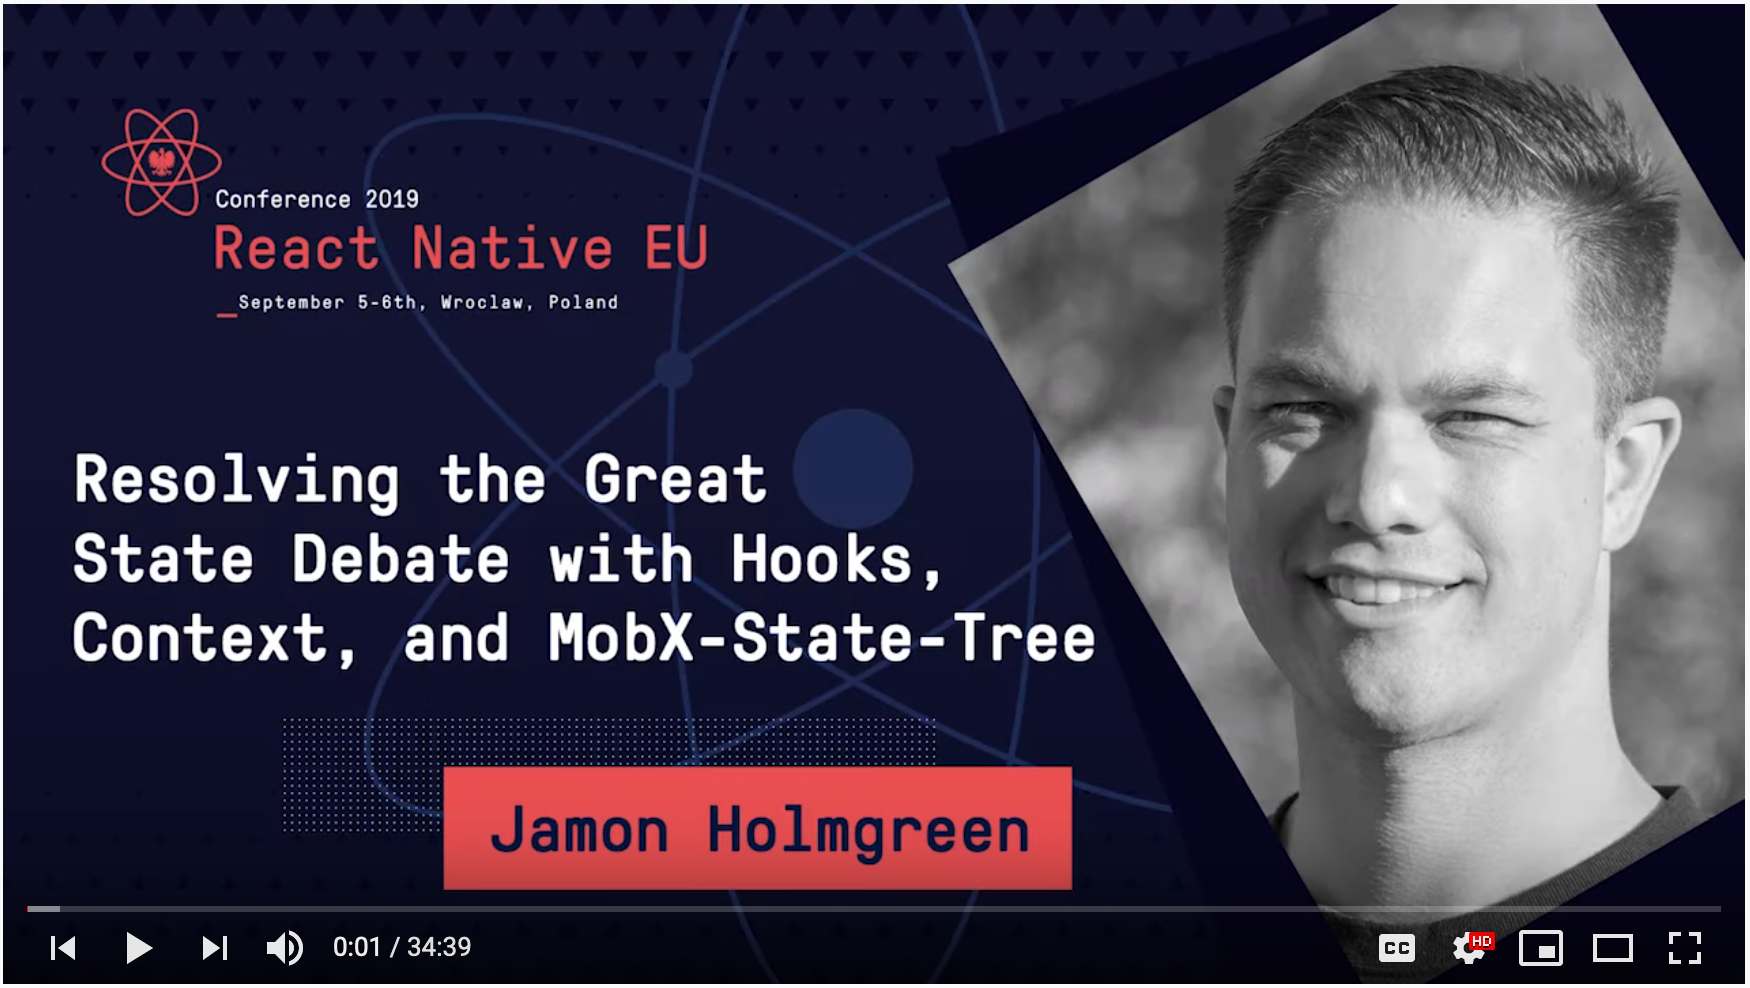 Conference 2019
React Native EU
_September 5-6th, Wroclaw, Poland
Resolving the Great
State Debate with Hooks,
Context, and MobX-State-Tree
Jamon Holmgreen
0:01 / 34:39
CC
HD